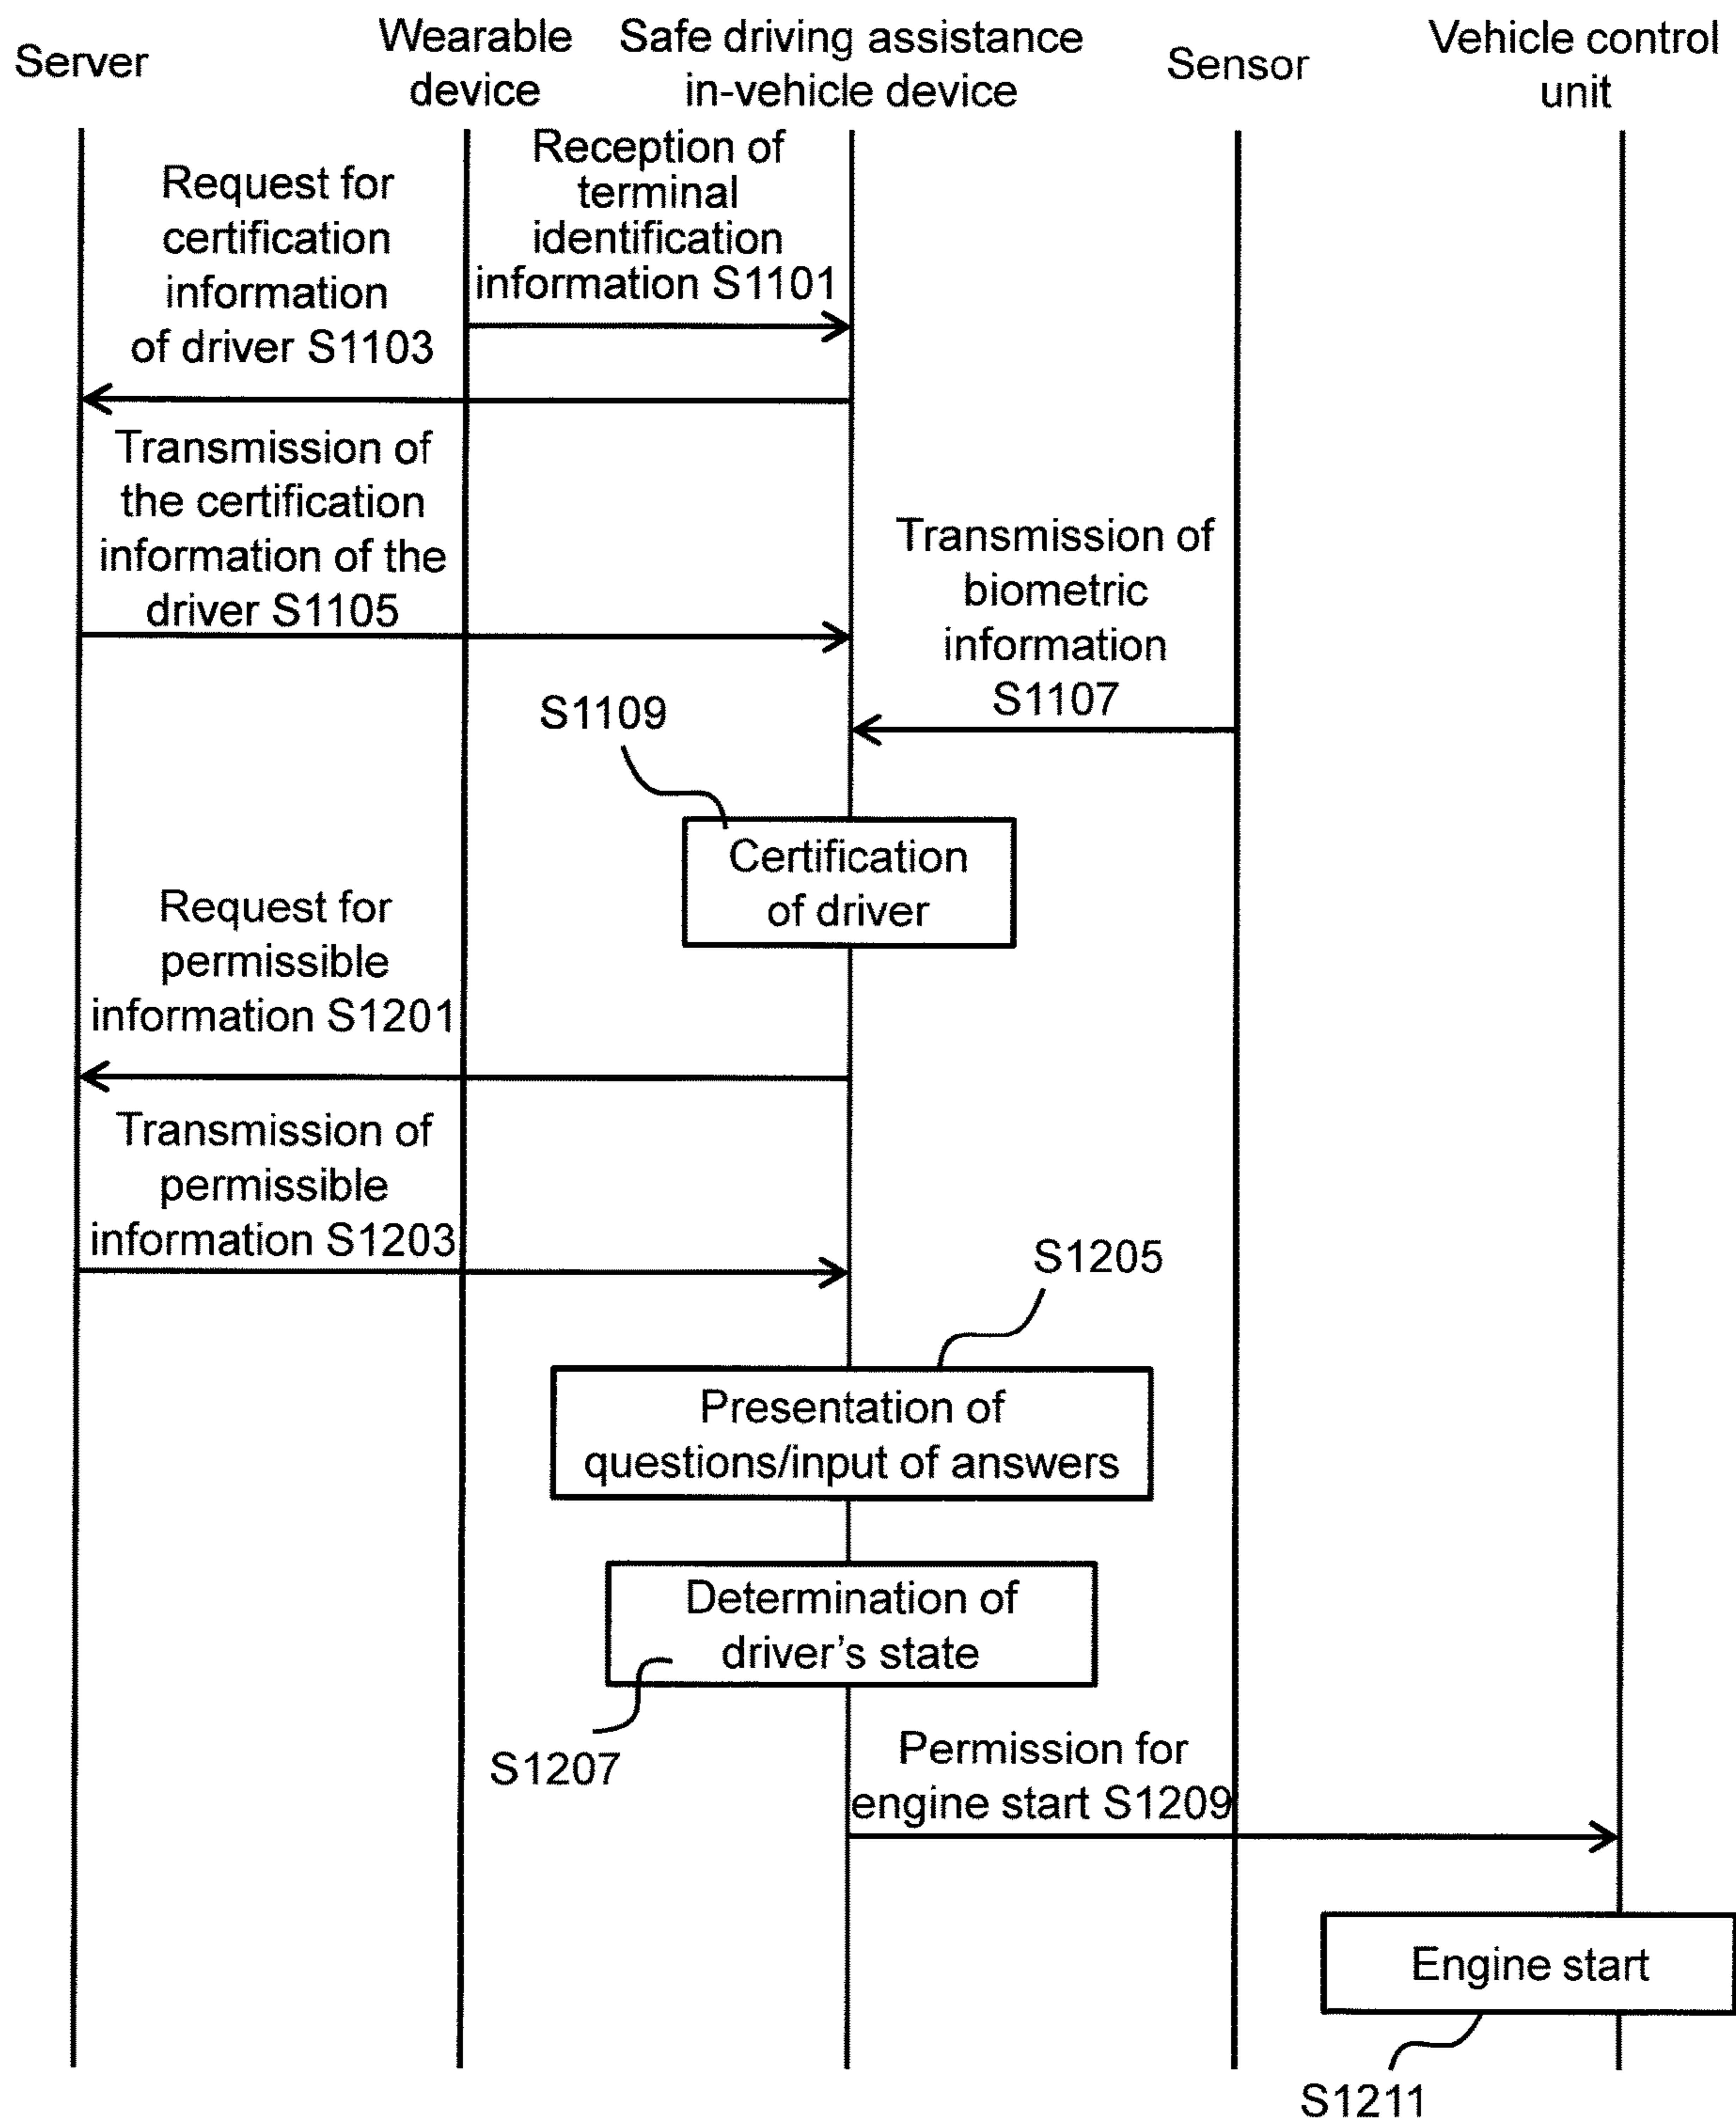 Server
Wearable
device
Safe driving assistance
in-vehicle device
Sensor
Vehicle control
unit
Reception of
terminal
identification
information S1101
Request for
certification
information
of driver S1103
Transmission of
the certification
information of the
driver S1105
Transmission of
biometric
information
S1107
S1109
Certification
of driver
Request for
permissible
information S1201
Transmission of
permissible
information S1203
S1205
Presentation of
questions/input of answers
Determination of
driver's state
S1207
Permission for
engine start S1209
Engine start
S1211